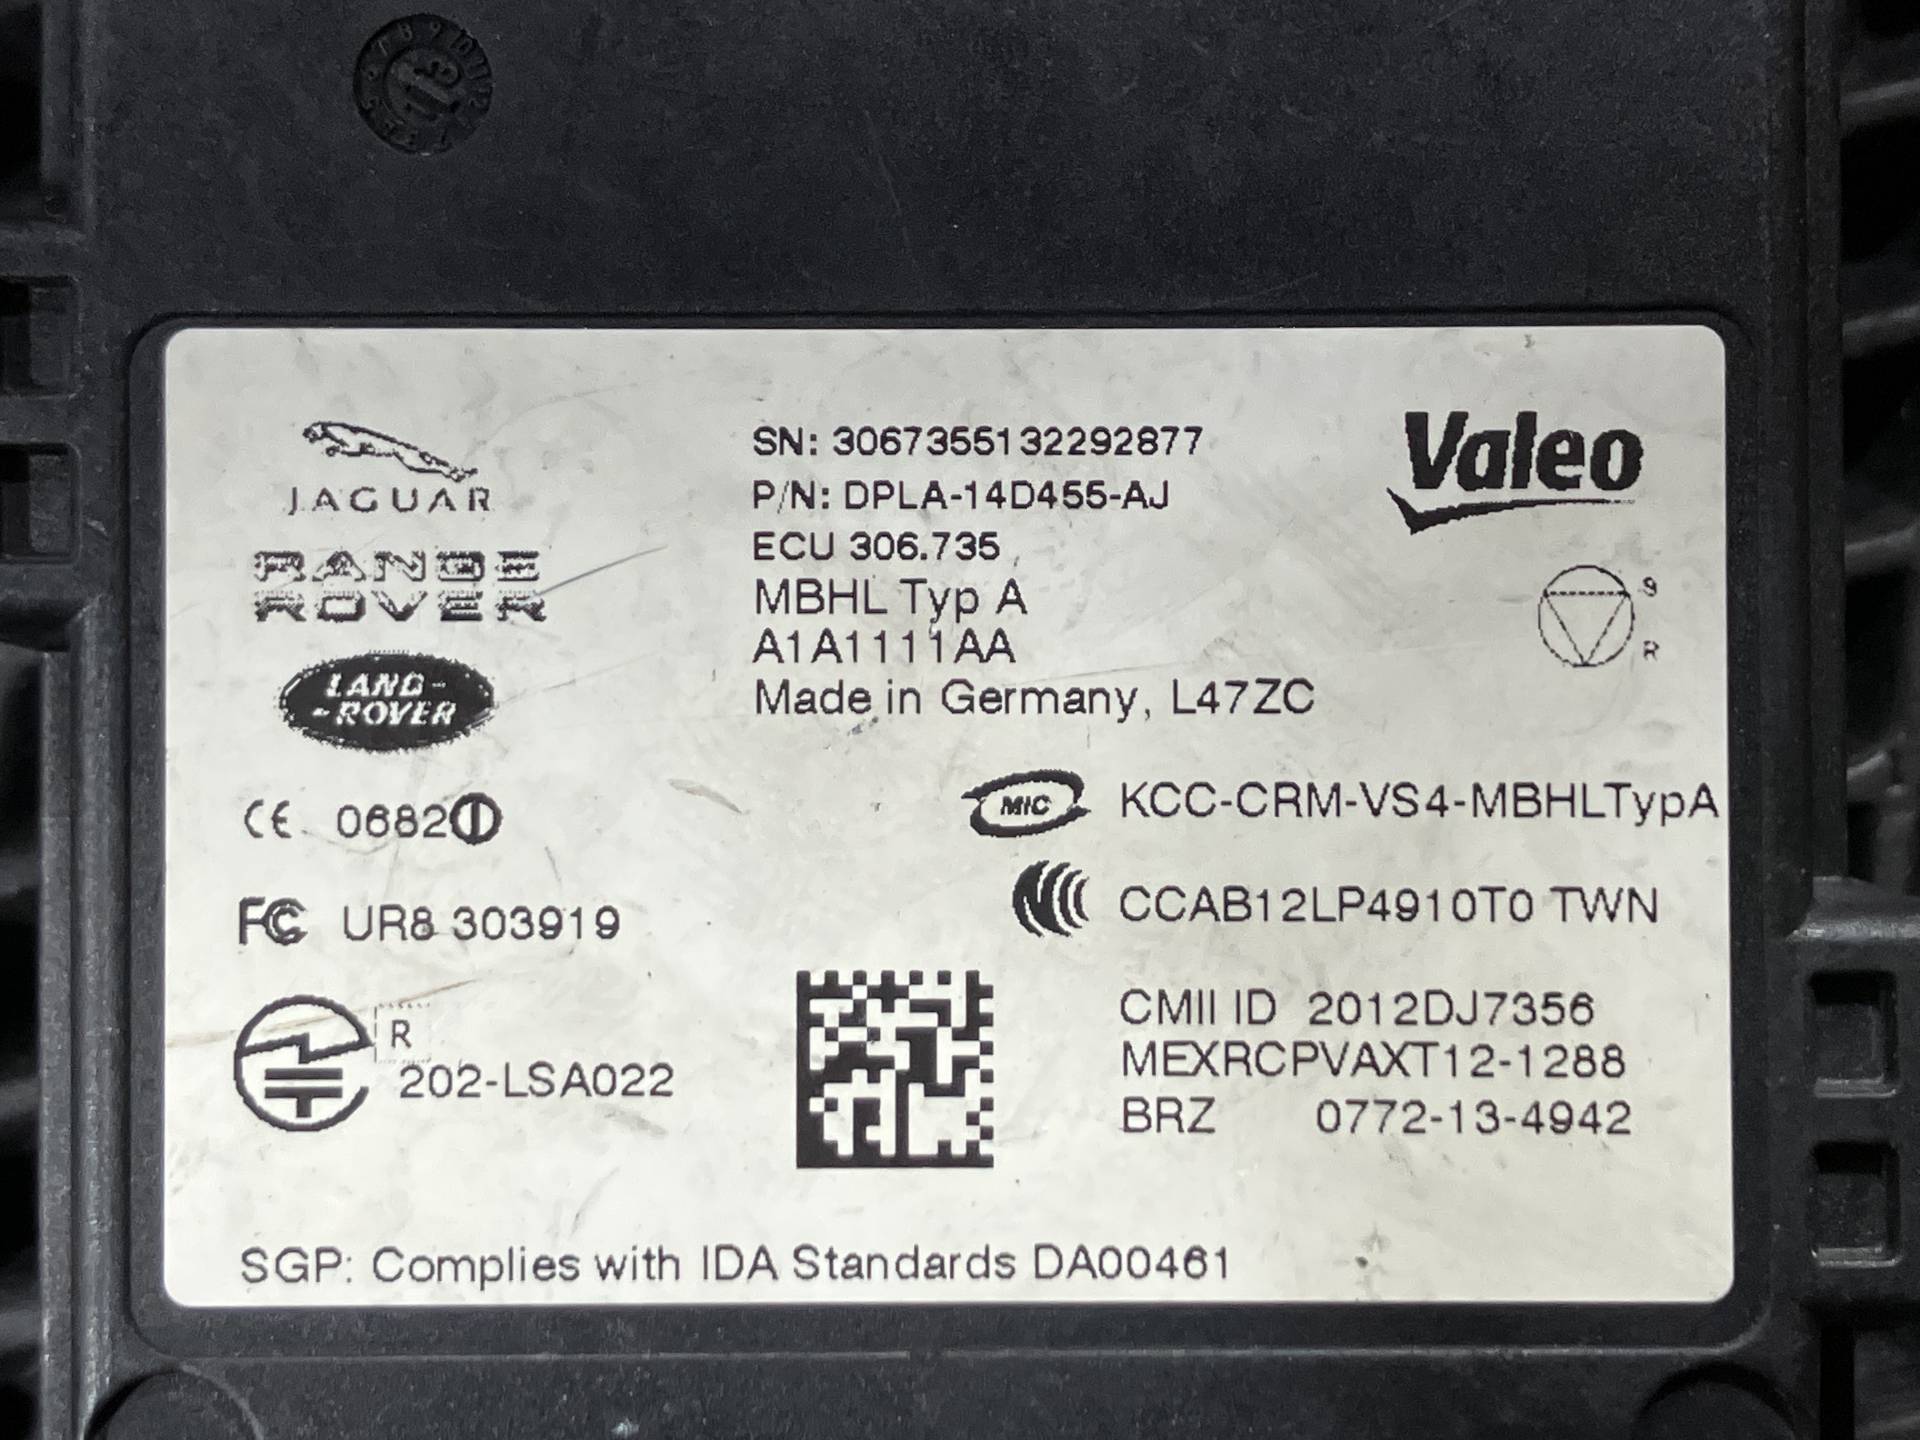 JAGUAR
RANGE
ROVER
LAND-
-ROVER
SN: 3067355132292877
P/N: DPLA-14D455-AJ
ECU 306.735
MBHL Typ A
A1A1111AA
Made in Germany, L47ZC
Valeo
S
R
CE 0682
FC UR8 303919
R
202-LSA022
MIC KCC-CRM-VS4-MBHLTypA
CCAB12LP4910T0 TWN
CMII ID 2012DJ7356
MEXRCPVAXT12-1288
BRZ 0772-13-4942
SGP: Complies with IDA Standards DA00461